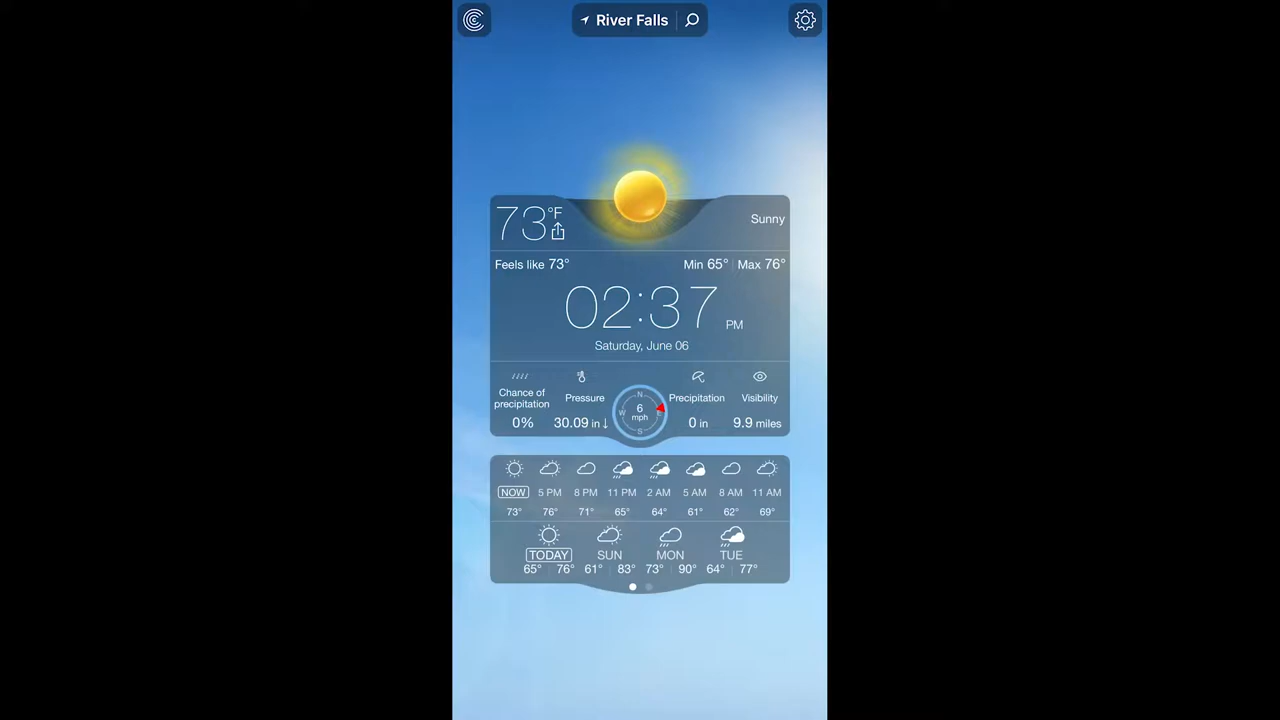 River Falls
73°F
Sunny
Feels like 73°
Min 65° Max 76°
02:37 PM
Saturday, June 06
Chance of precipitation
0%
Pressure
30.09 in ↓
N
W E
S
6
mph
Precipitation
0 in
Visibility
9.9 miles
NOW 5 PM 8 PM 11 PM 2 AM 5 AM 8 AM 11 AM
73° 76° 71° 65° 64° 61° 62° 69°
TODAY SUN MON TUE
65° 76° 61° 83° 73° 90° 64° 77°